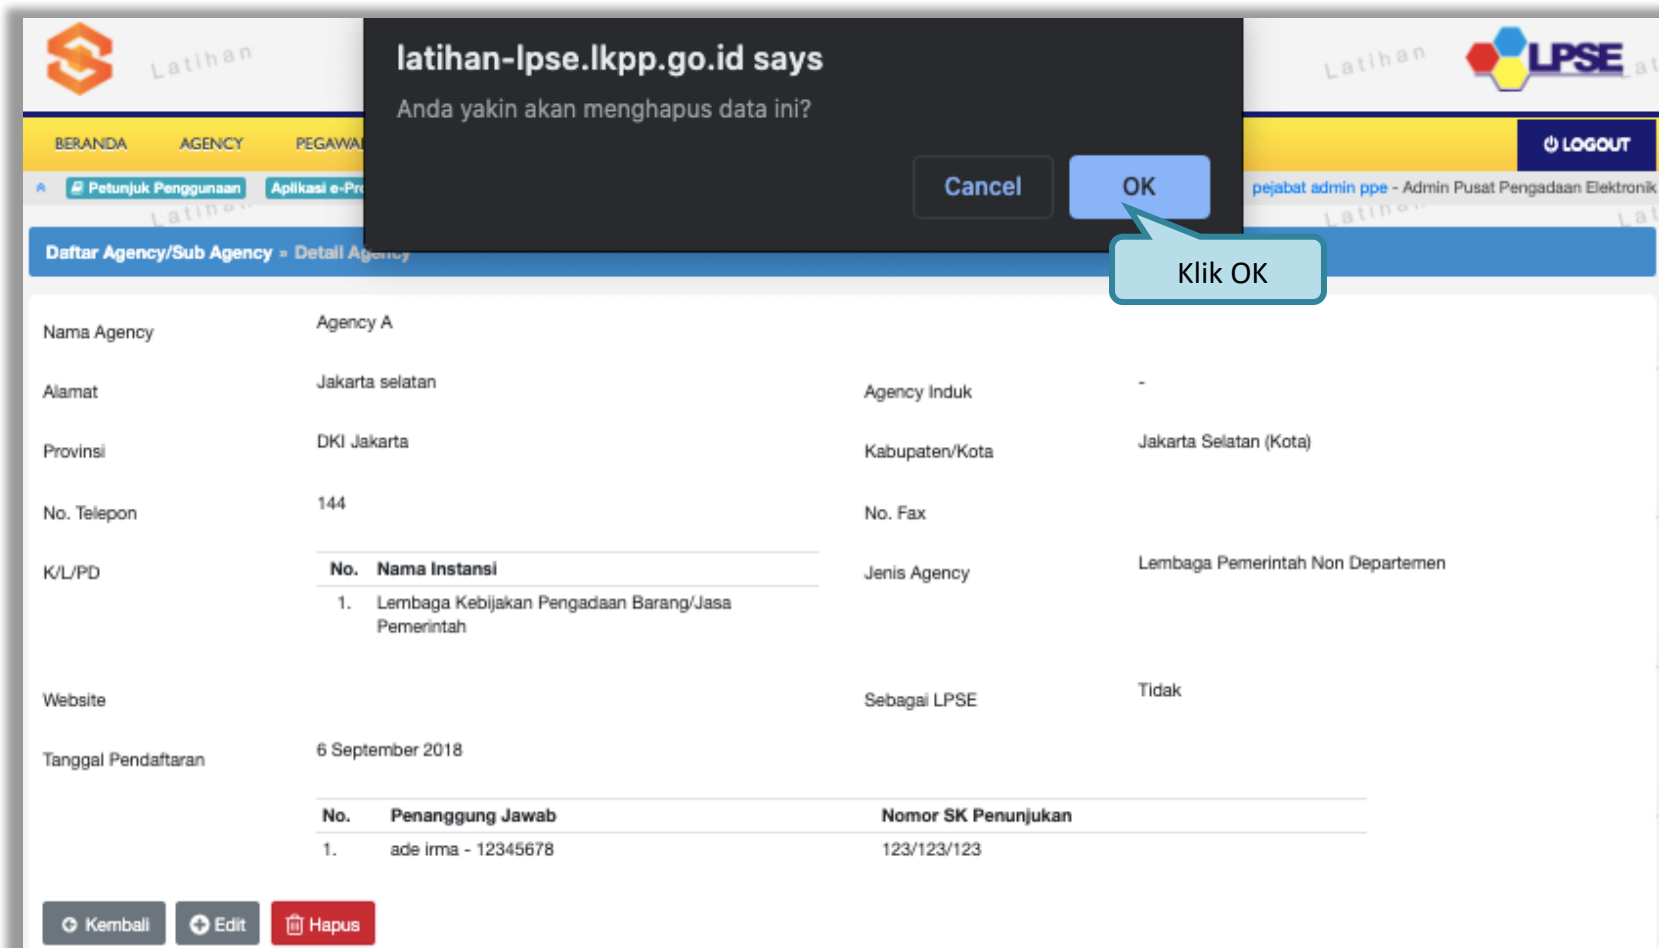 Latihan
latihan-lpse.lkpp.go.id says
Anda yakin akan menghapus data ini?
Cancel
OK
Latihan
LPSE
BERANDA AGENCY
LOGOUT
Petunjuk Penggunaan
pejabat admin ppe - Admin Pusat Pengadaan Elektronik
Daftar Agency/Sub Agency » Detail Agency
Klik OK
Nama Agency Agency A
Alamat Jakarta selatan Agency Induk -
Provinsi DKI Jakarta Kabupaten/Kota Jakarta Selatan (Kota)
No. Telepon 144 No. Fax
K/L/PD No. Nama Instansi Jenis Agency Lembaga Pemerintah Non Departemen
1. Lembaga Kebijakan Pengadaan Barang/Jasa
Pemerintah
Website Sebagai LPSE Tidak
Tanggal Pendaftaran 6 September 2018
No. Penanggung Jawab Nomor SK Penunjukan
1. ade irma - 12345678 123/123/123
Kembali Edit Hapus